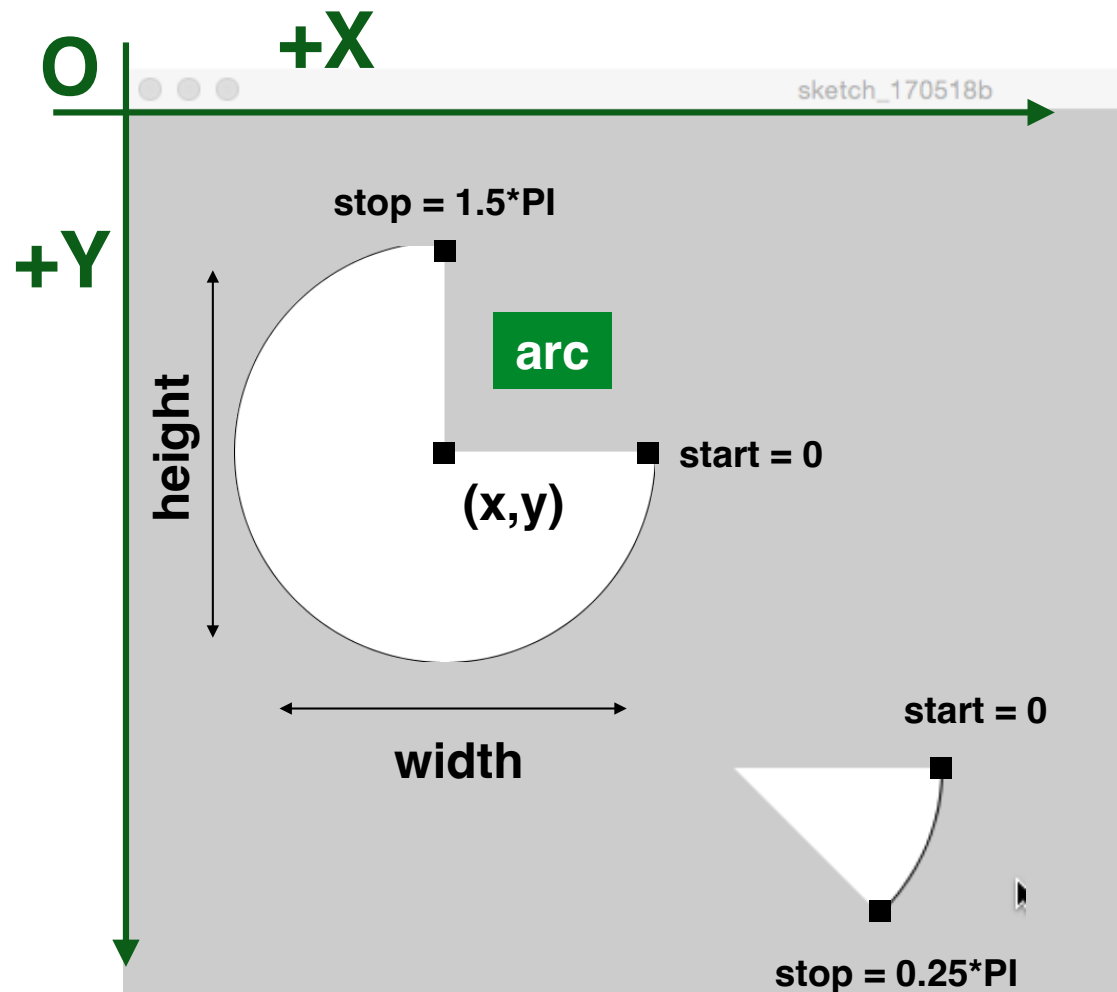 O
+X
sketch_170518b
stop = 1.5*PI
+Y
arc
height
start = 0
(x,y)
start = 0
width
stop = 0.25*PI